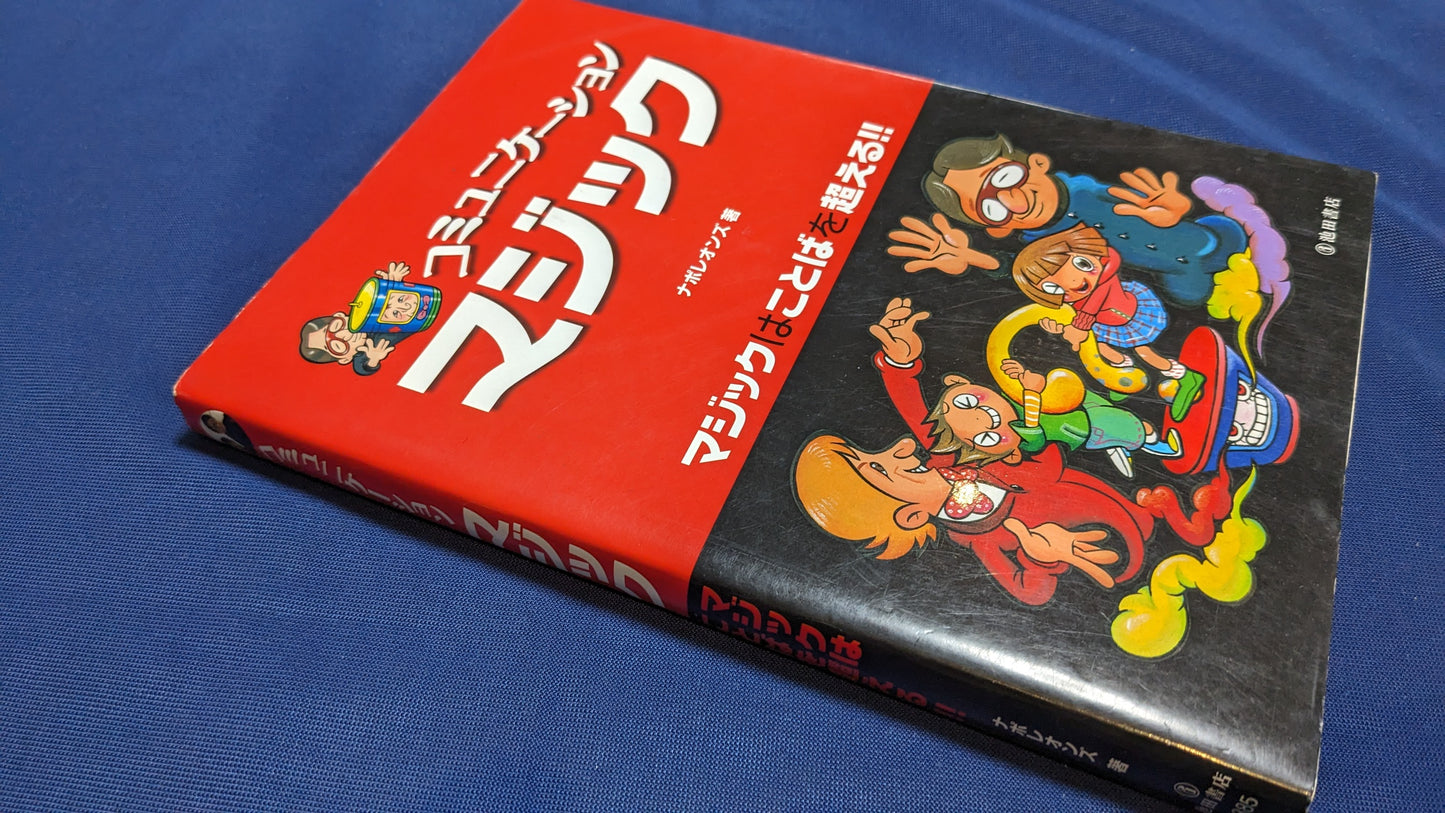 コミュニケーション
マジック
ナポレオンズ 著
マジックはことばを超える!!
池田書店
コミュニケーション
マジック
マジックは
ことばを超える!!
ナポレオンズ 著
池田書店